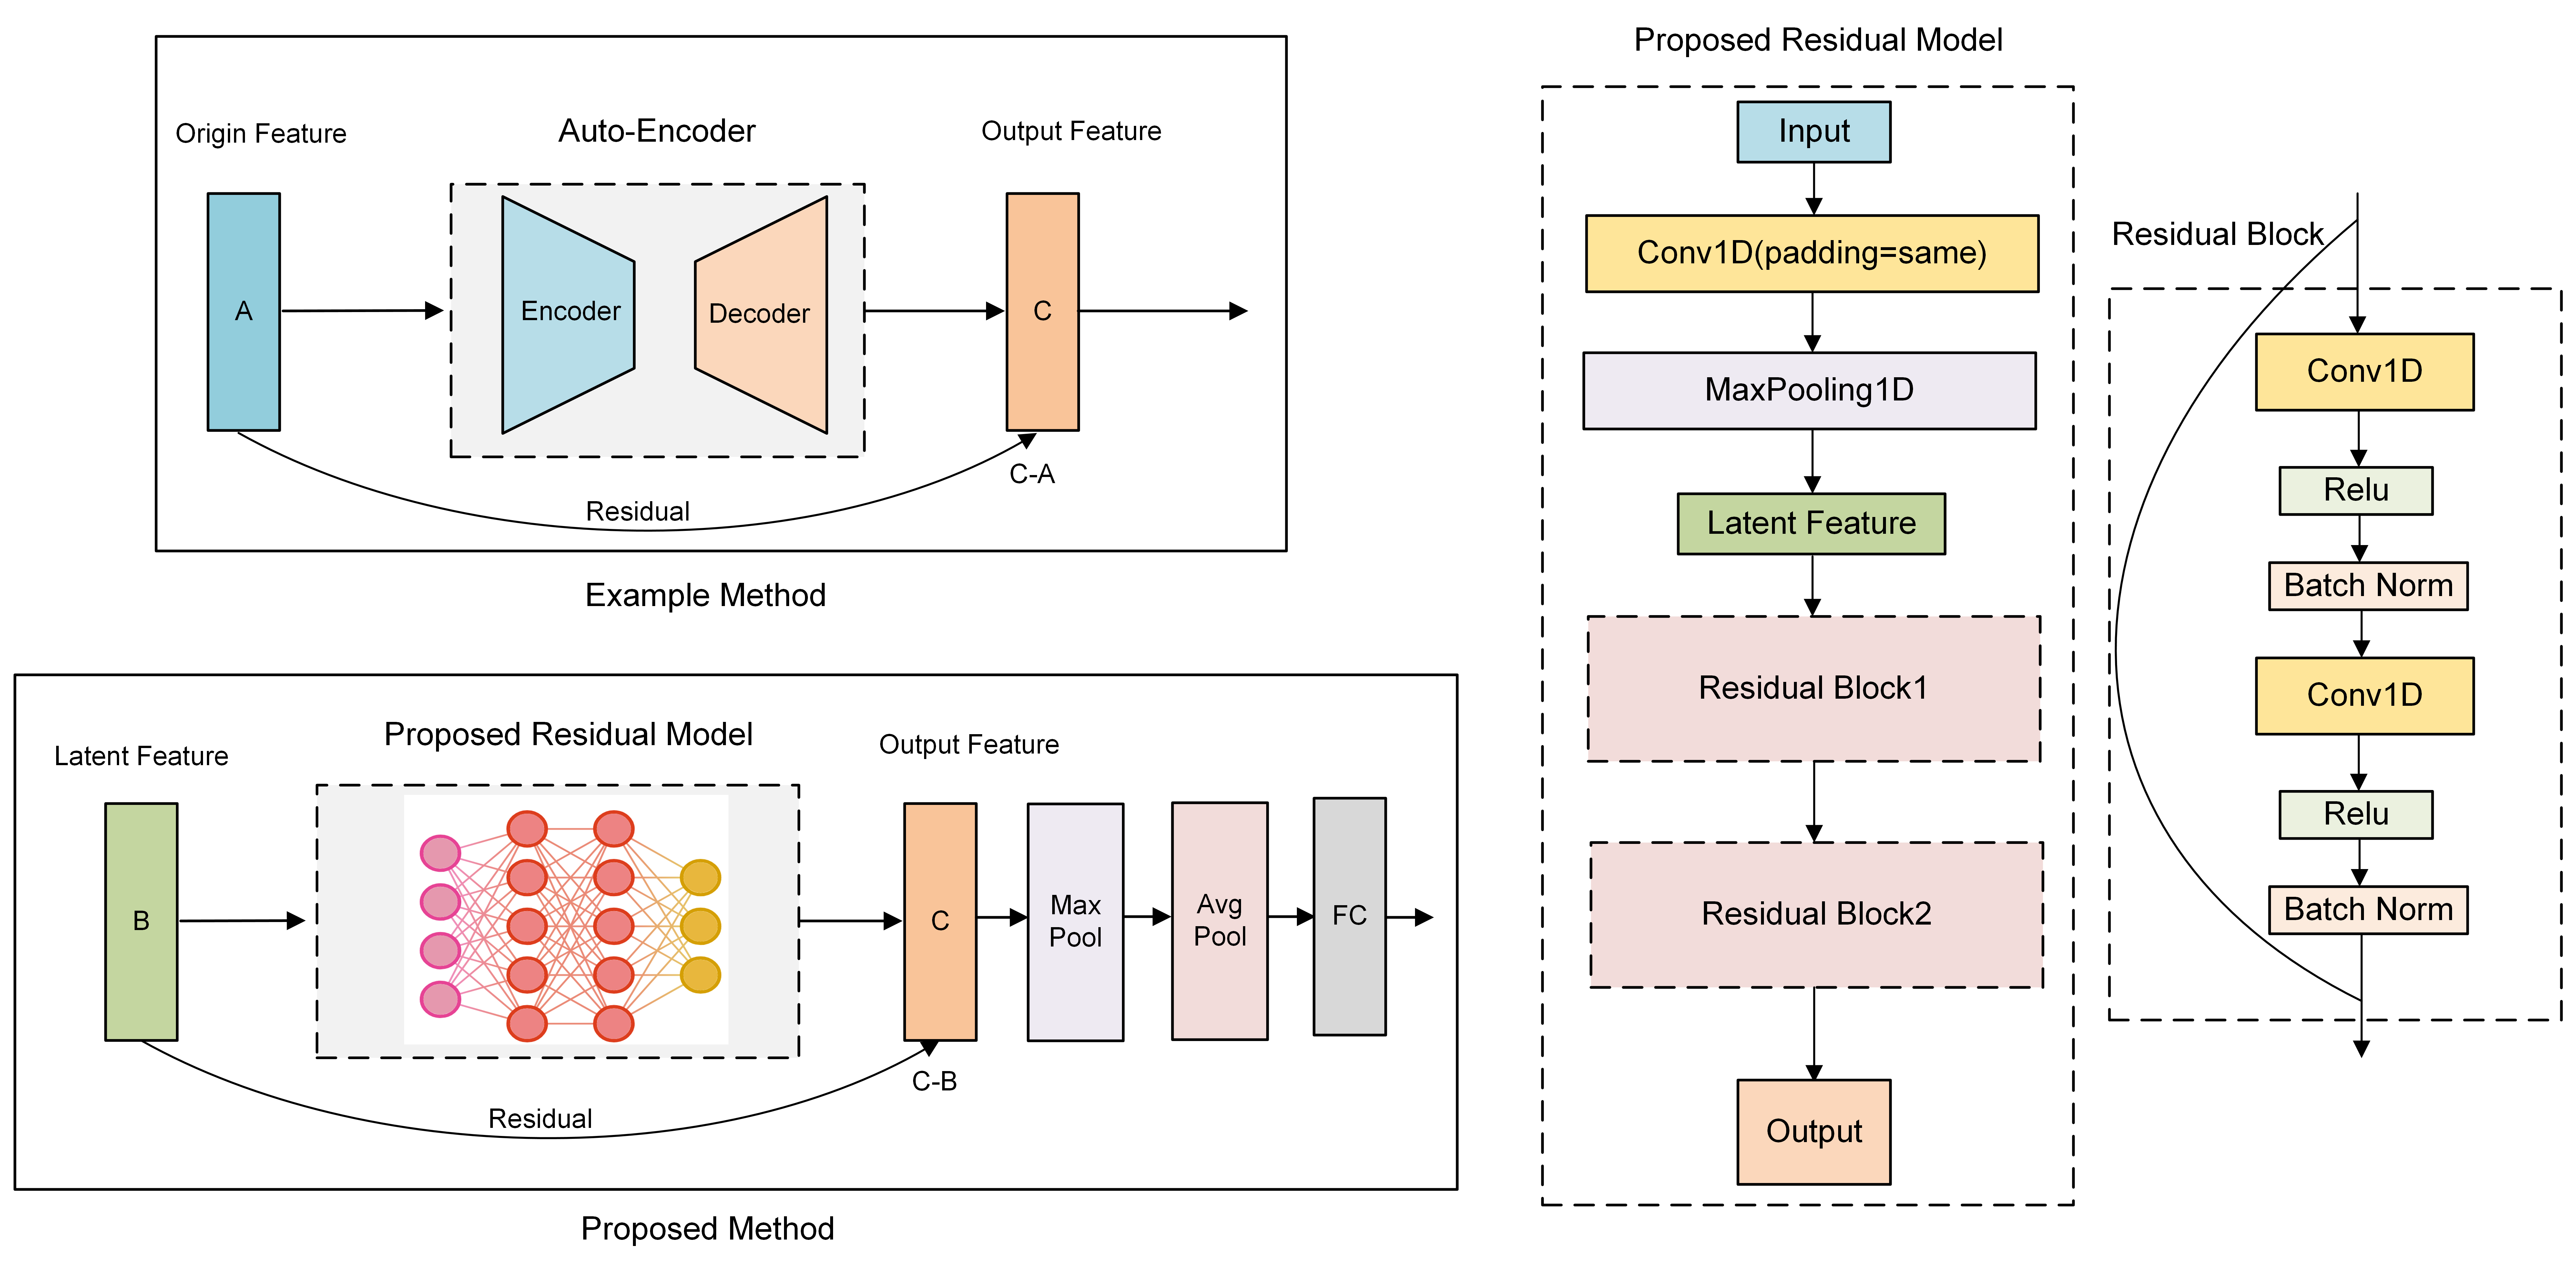 Origin Feature
Auto-Encoder
Output Feature
A
Encoder
Decoder
C
C-A
Residual
Example Method
Latent Feature
Proposed Residual Model
Output Feature
B
C
Max
Pool
Avg
Pool
FC
C-B
Residual
Proposed Method
Proposed Residual Model
Input
Conv1D(padding=same)
MaxPooling1D
Latent Feature
Residual Block1
Residual Block2
Output
Residual Block
Conv1D
Relu
Batch Norm
Conv1D
Relu
Batch Norm